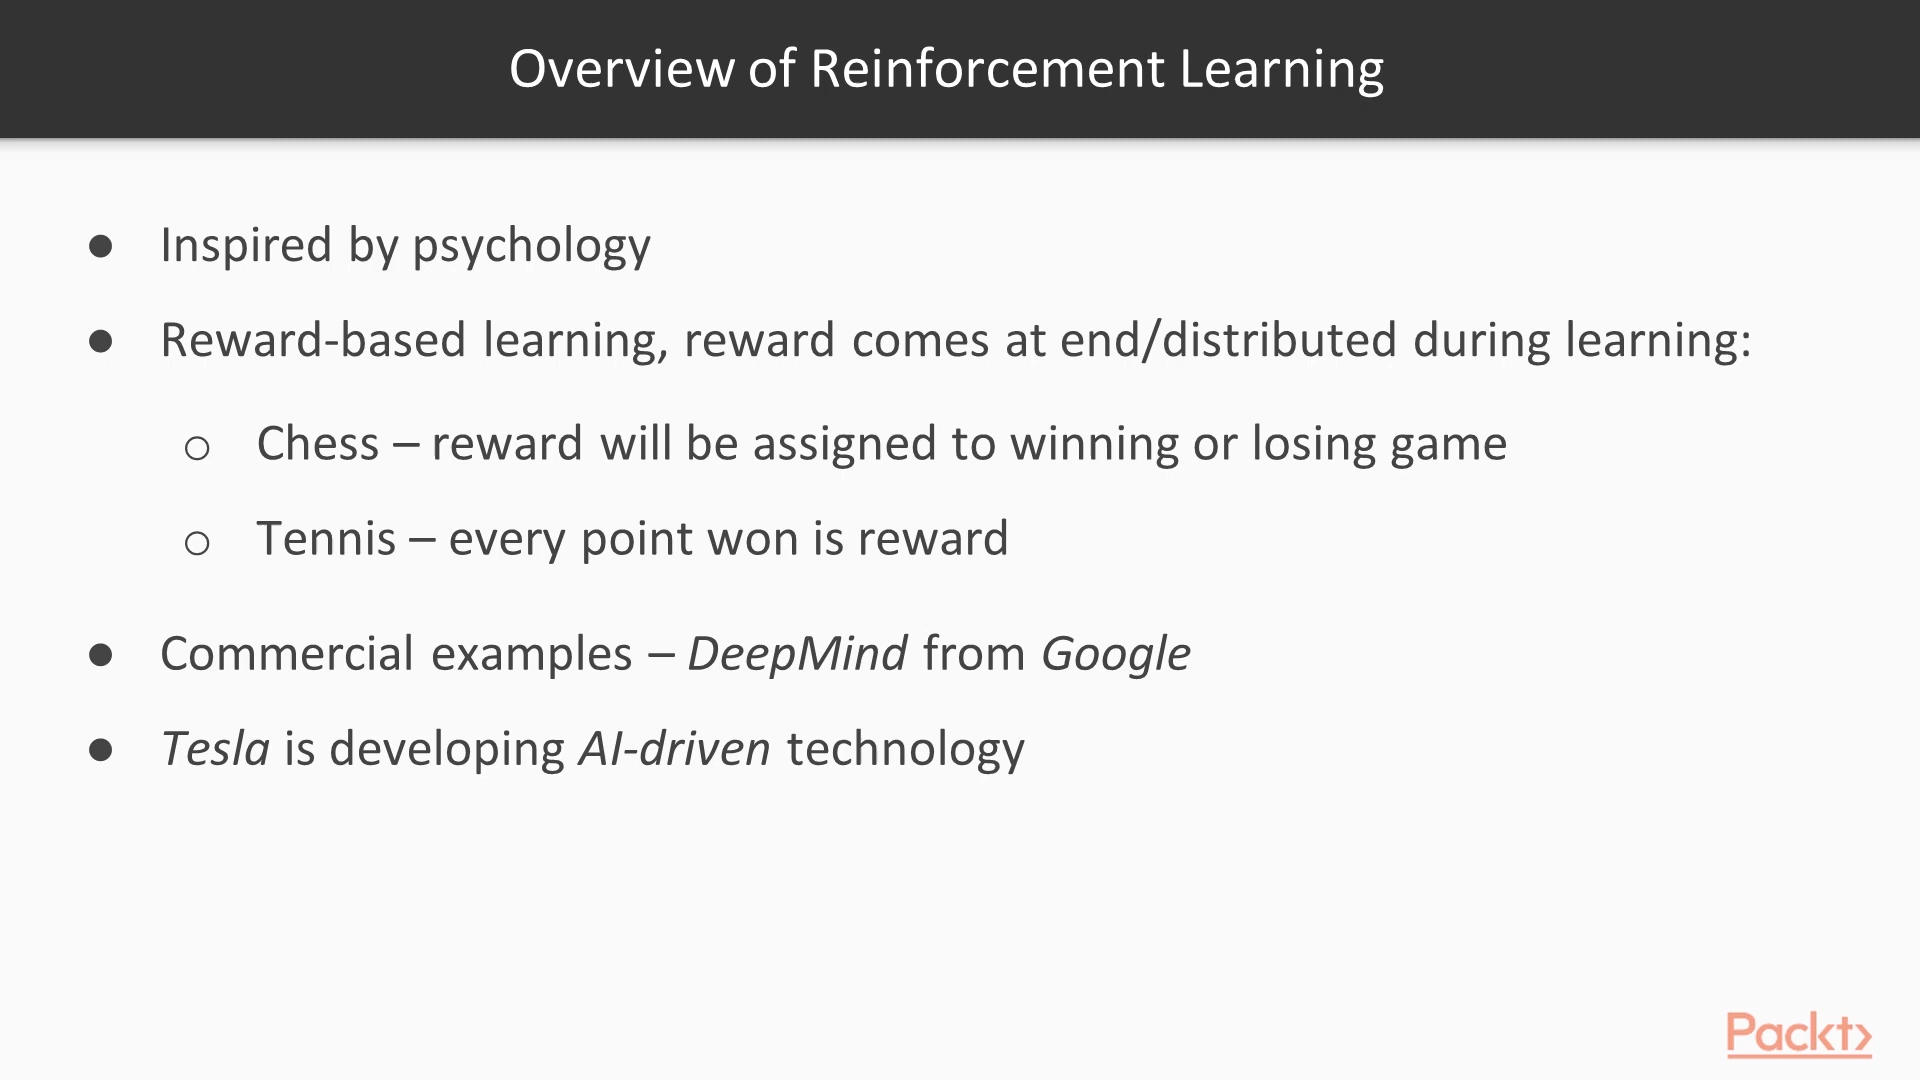 Overview of Reinforcement Learning
● Inspired by psychology
● Reward-based learning, reward comes at end/distributed during learning:
○ Chess – reward will be assigned to winning or losing game
○ Tennis – every point won is reward
● Commercial examples – DeepMind from Google
● Tesla is developing AI-driven technology
Packt>